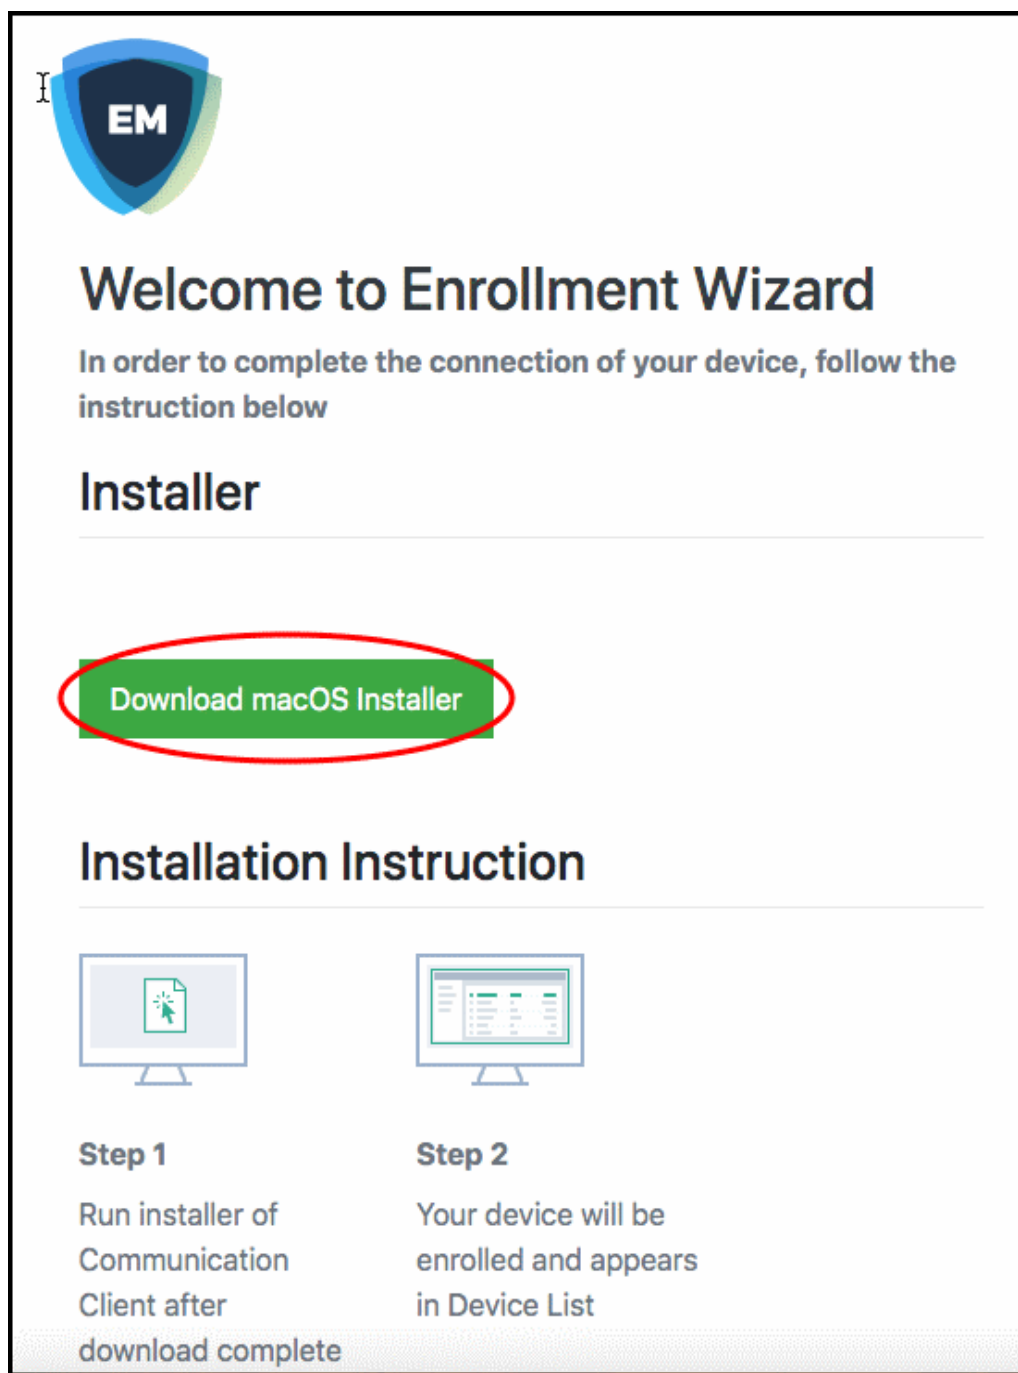 EM
Welcome to Enrollment Wizard
In order to complete the connection of your device, follow the
instruction below
Installer
Download macOS Installer
Installation Instruction
Step 1
Run installer of
Communication
Client after
download complete
Step 2
Your device will be
enrolled and appears
in Device List